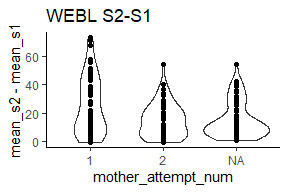 WEBL S2-S1
mean_s2 - mean_s1
60
40
20
0
1 2 NA
mother_attempt_num